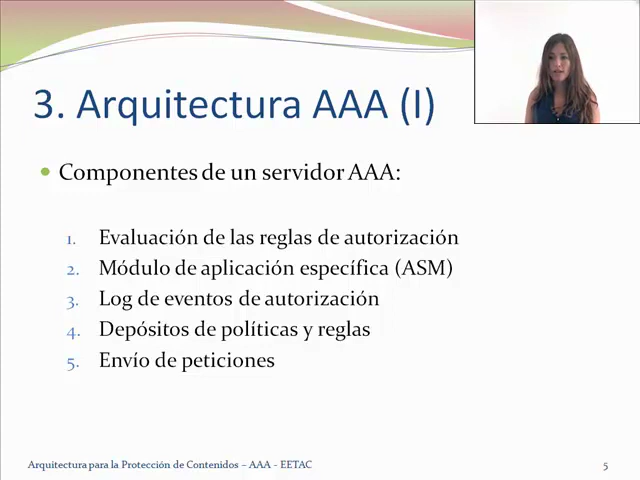 3. Arquitectura AAA (I)
Componentes de un servidor AAA:
1. Evaluación de las reglas de autorización
2. Módulo de aplicación específica (ASM)
3. Log de eventos de autorización
4. Depósitos de políticas y reglas
5. Envío de peticiones
Arquitectura para la Protección de Contenidos – AAA - EETAC
5